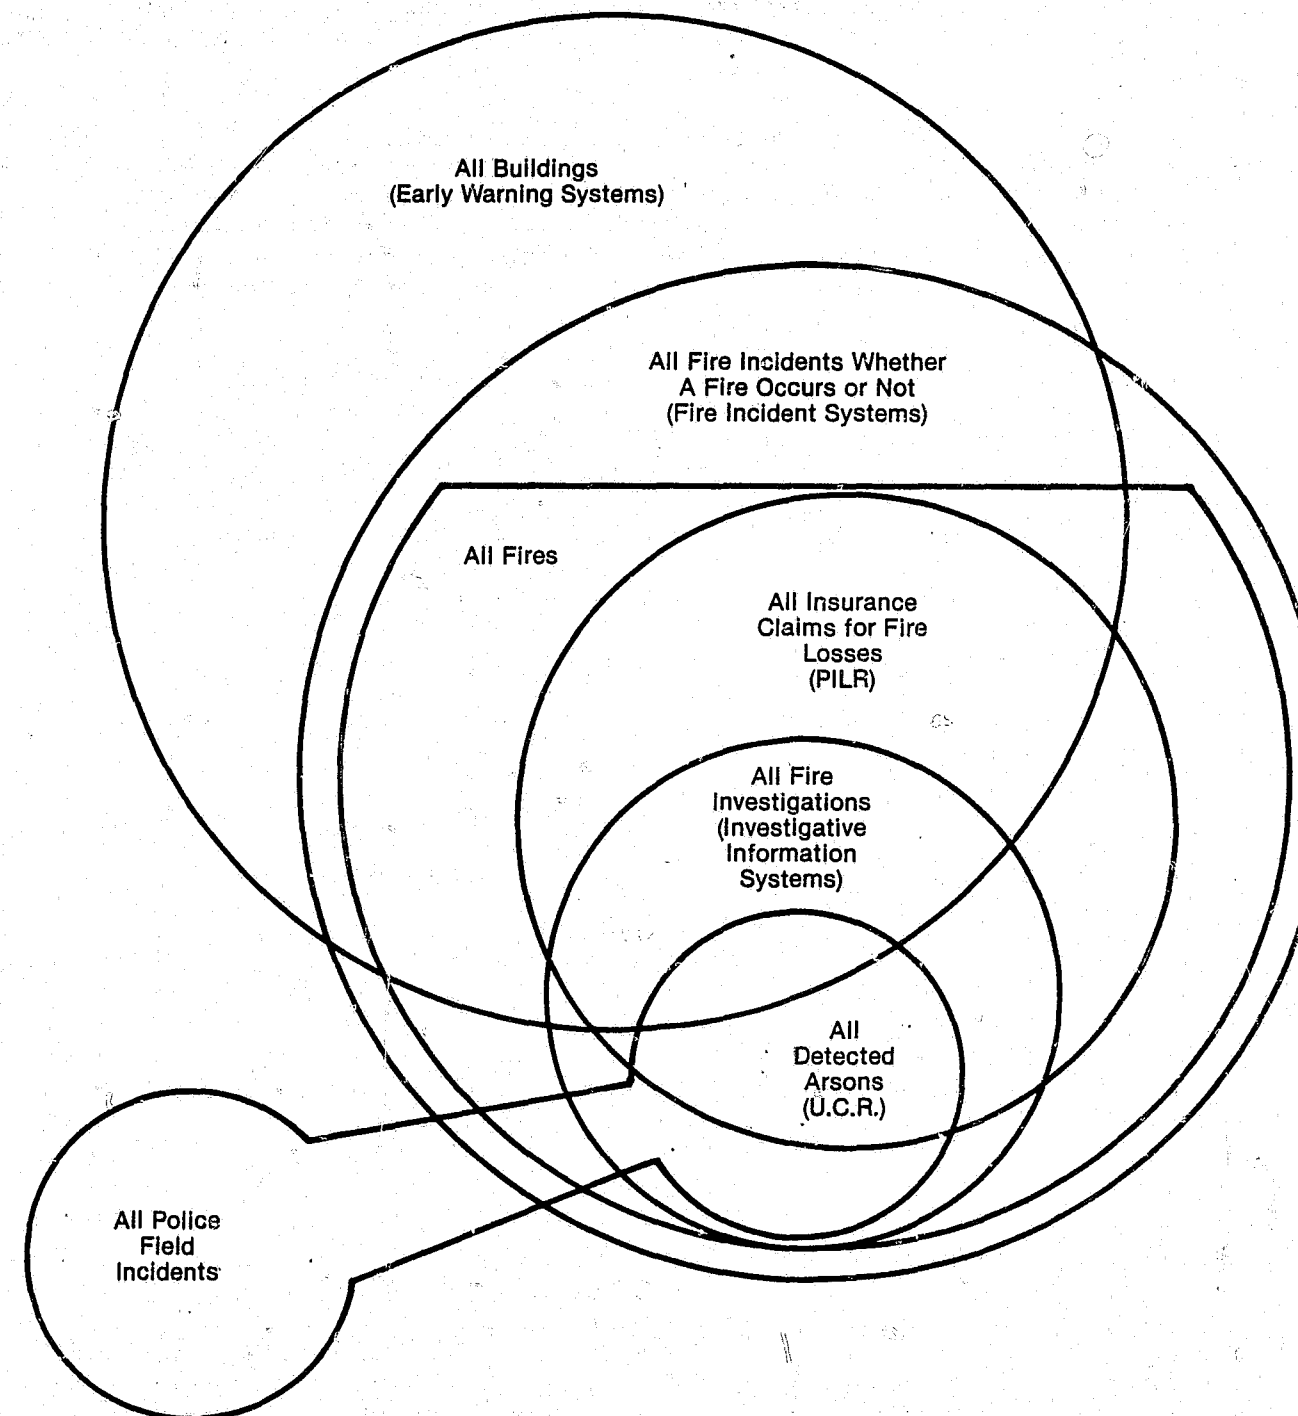 All Buildings
(Early Warning Systems)
All Fire Incidents Whether
A Fire Occurs or Not
(Fire Incident Systems)
All Fires
All Insurance
Claims for Fire
Losses
(PILR)
All Fire
Investigations
(Investigative
Information
Systems)
All
Detected
Arsons
(U.C.R.)
All Police
Field
Incidents